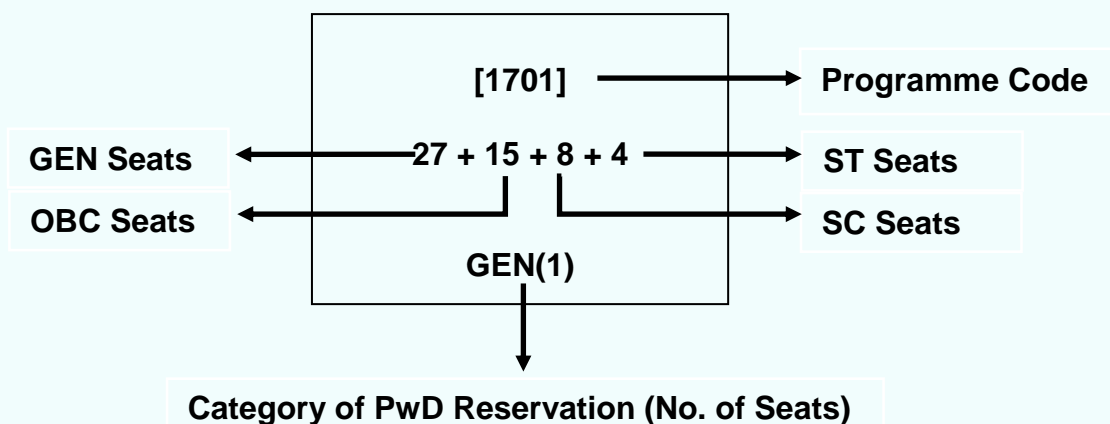 [1701]
Programme Code
GEN Seats
27 + 15 + 8 + 4
ST Seats
OBC Seats
SC Seats
GEN(1)
Category of PwD Reservation (No. of Seats)